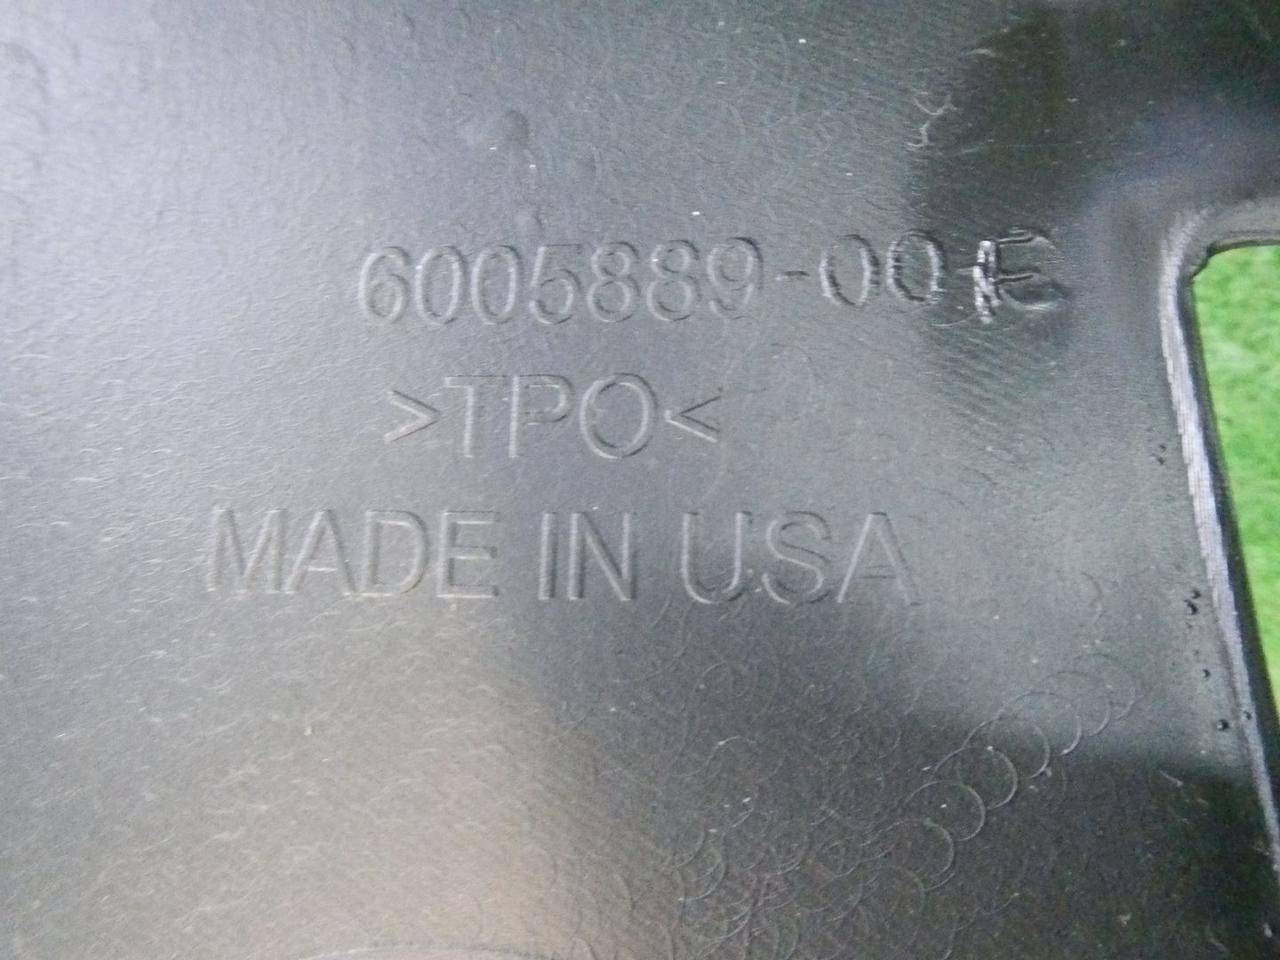 6005889-00-E
>TPO<
MADE IN USA